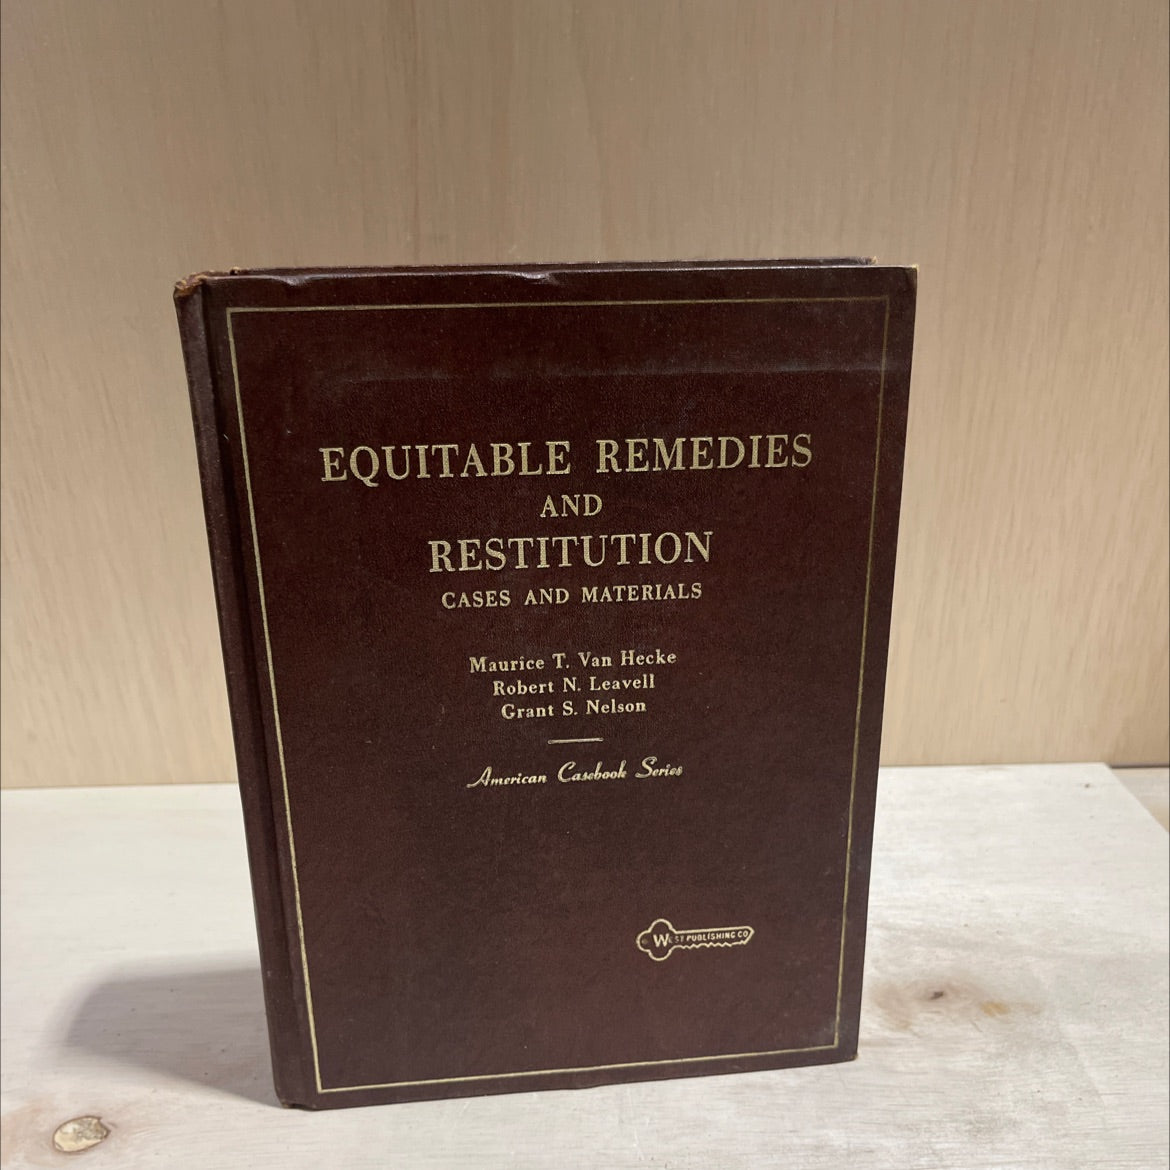 EQUITABLE REMEDIES
AND
RESTITUTION
CASES AND MATERIALS
Maurice T. Van Hecke
Robert N. Leavell
Grant S. Nelson
American Casebook Series
WEST PUBLISHING CO